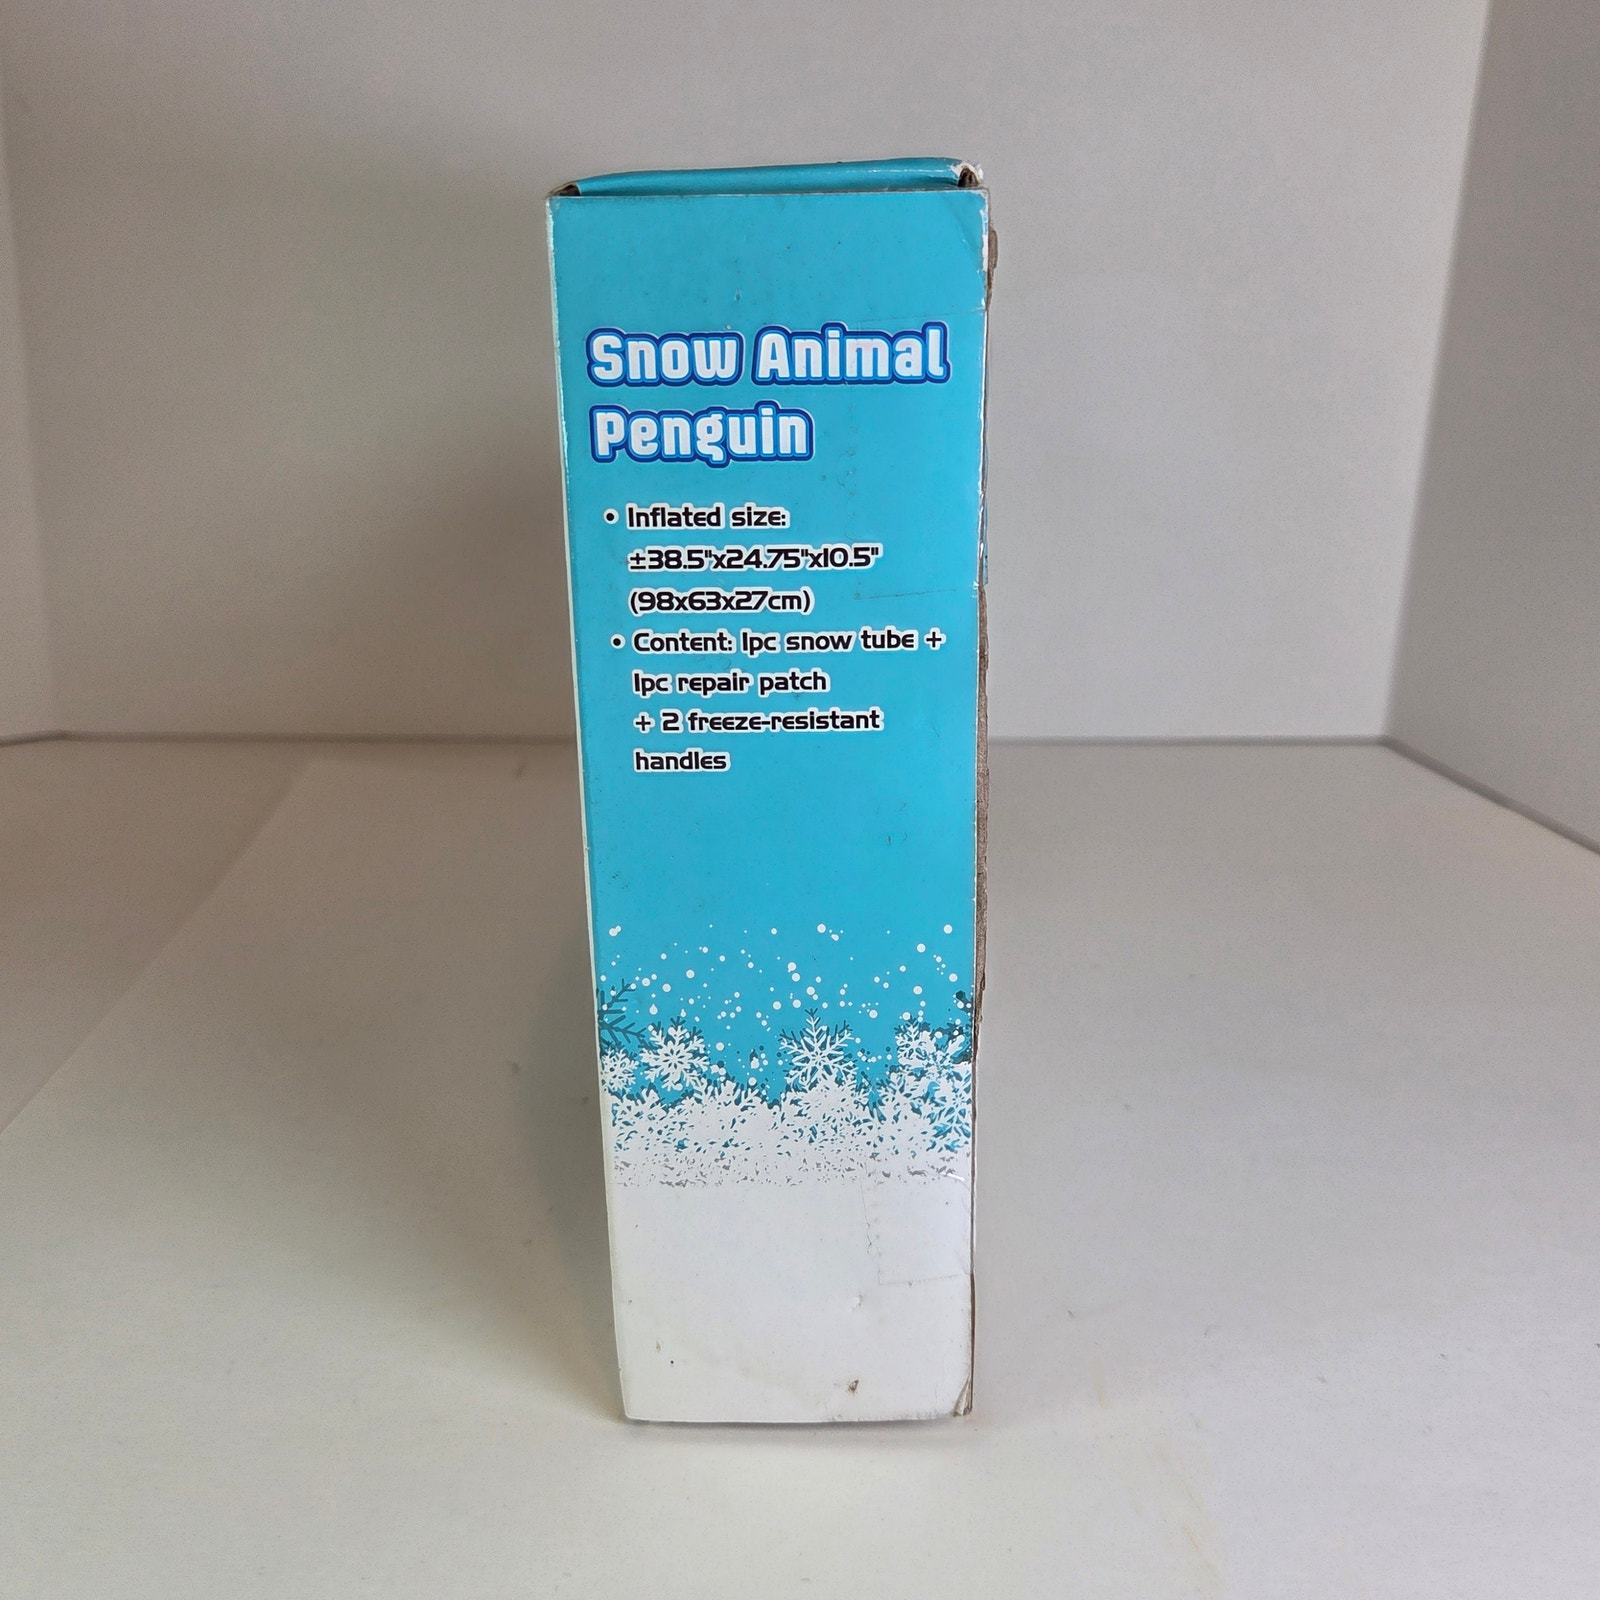 Snow Animal
Penguin
• Inflated size:
±38.5"x24.75"x10.5"
(98x63x27cm)
• Content: 1pc snow tube +
1pc repair patch
+ 2 freeze-resistant
handles